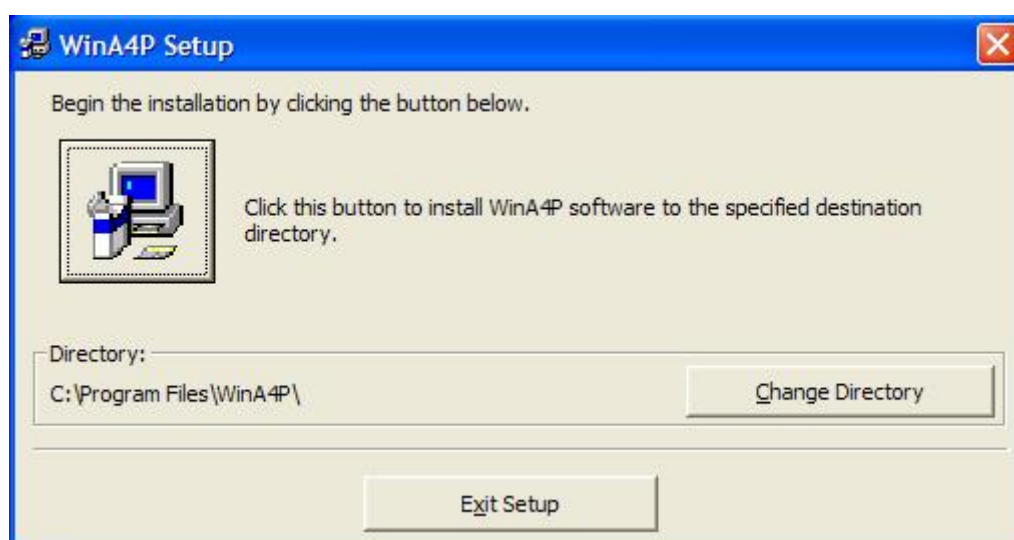 WinA4P Setup
Begin the installation by clicking the button below.
Click this button to install WinA4P software to the specified destination
directory.
Directory:
C:\Program Files\WinA4P\
Change Directory
Exit Setup